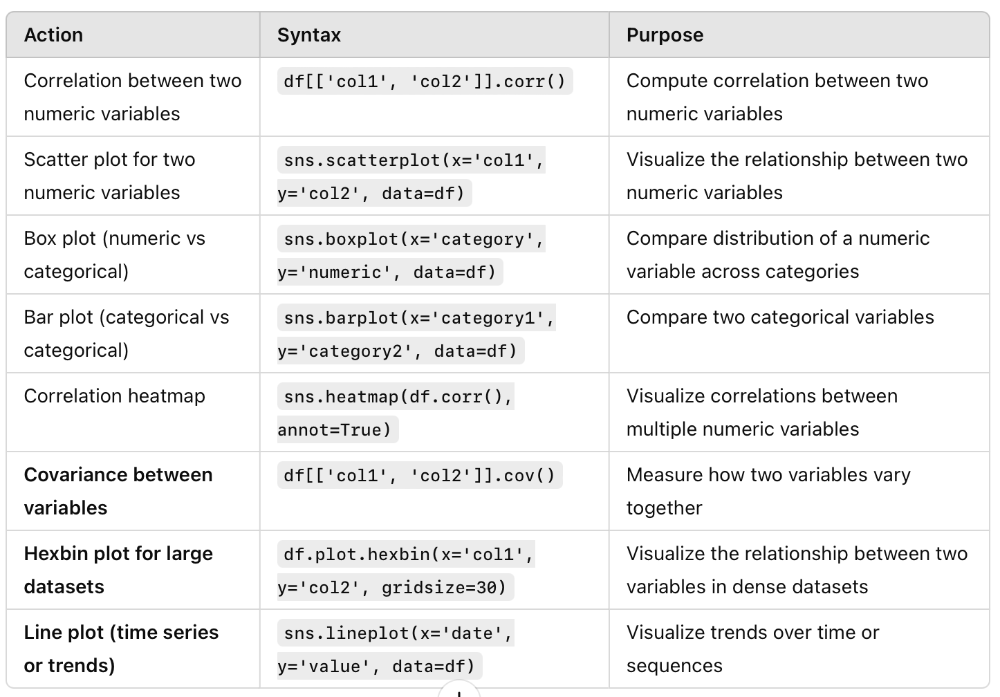 Action Syntax Purpose
Correlation between two
numeric variables
df[['col1', 'col2']].corr()
Compute correlation between two
numeric variables
Scatter plot for two
numeric variables
sns.scatterplot(x='col1',
y='col2', data=df)
Visualize the relationship between two
numeric variables
Box plot (numeric vs
categorical)
sns.boxplot(x='category',
y='numeric', data=df)
Compare distribution of a numeric
variable across categories
Bar plot (categorical vs
categorical)
sns.barplot(x='category1',
y='category2', data=df)
Compare two categorical variables
Correlation heatmap
sns.heatmap(df.corr(),
annot=True)
Visualize correlations between
multiple numeric variables
Covariance between
variables
df[['col1', 'col2']].cov()
Measure how two variables vary
together
Hexbin plot for large
datasets
df.plot.hexbin(x='col1',
y='col2', gridsize=30)
Visualize the relationship between two
variables in dense datasets
Line plot (time series
or trends)
sns.lineplot(x='date',
y='value', data=df)
Visualize trends over time or
sequences